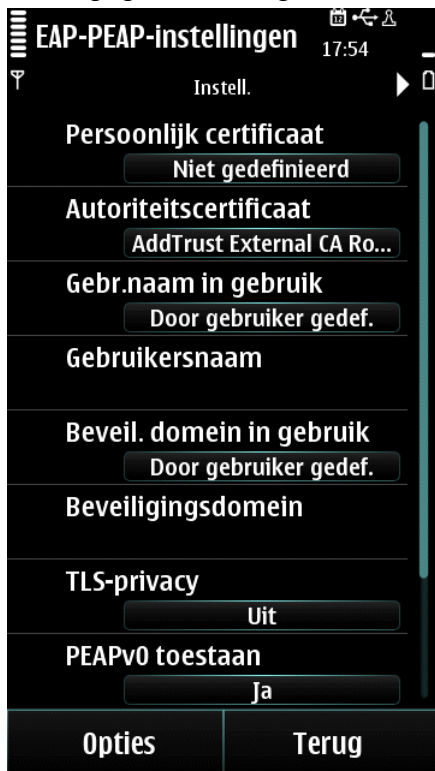 EAP-PEAP-instellingen
17:54
Instell.
Persoonlijk certificaat
Niet gedefinieerd
Autoriteitscertificaat
AddTrust External CA Ro...
Gebr.naam in gebruik
Door gebruiker gedef.
Gebruikersnaam
Beveil. domein in gebruik
Door gebruiker gedef.
Beveiligingsdomein
TLS-privacy
Uit
PEAPv0 toestaan
Ja
Opties
Terug